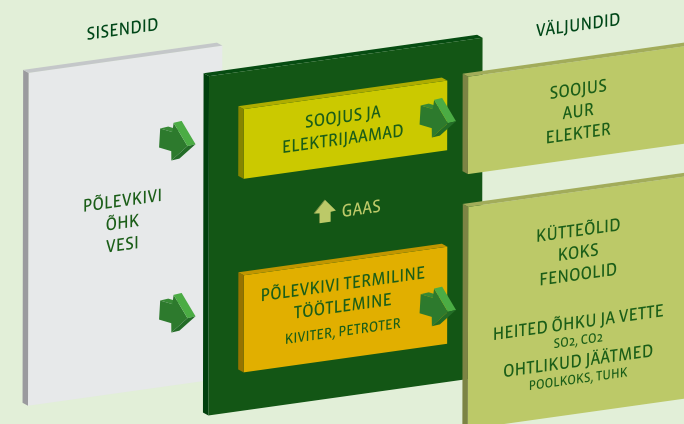 SISENDID
PÕLEVKIVI
ÕHK
VESI
SOOJUS JA
ELEKTRIJAAMAD
GAAS
PÕLEVKIVI TERMILINE
TÖÖTLEMINE
KIVITER, PETROTER
VÄLJUNDID
SOOJUS
AUR
ELEKTER
KÜTTEÕLID
KOKS
FENOOLID
HEITED ÕHKU JA VETTE
SO2, CO2
OHTLIKUD JÄÄTMED
POOLKOKS, TUHK